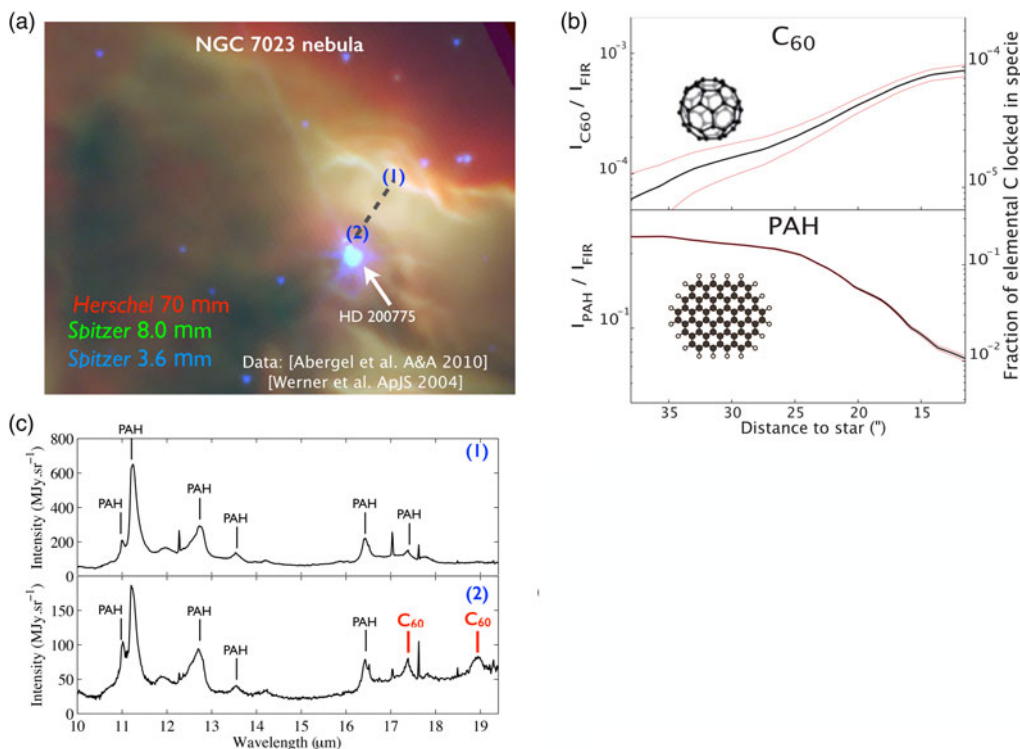 (a)
NGC 7023 nebula
(1)
(2)
HD 200775
Herschel 70 mm
Spitzer 8.0 mm
Spitzer 3.6 mm
Data: [Abergel et al. A&A 2010]
[Werner et al. ApJS 2004]
(b)
C60
10-3
10-4
IC60 / IFIR
10-4
10-5
PAH
10-1
IPAH / IFIR
10-1
10-2
Fraction of elemental C locked in specie
35 30 25 20 15
Distance to star (")
(c)
PAH
(1)
PAH
PAH
PAH
PAH
PAH
800
600
400
200
0
Intensity (MJy.sr-1)
(2)
PAH
PAH
PAH
PAH
C60
C60
150
100
50
0
Intensity (MJy.sr-1)
10 11 12 13 14 15 16 17 18 19
Wavelength (μm)